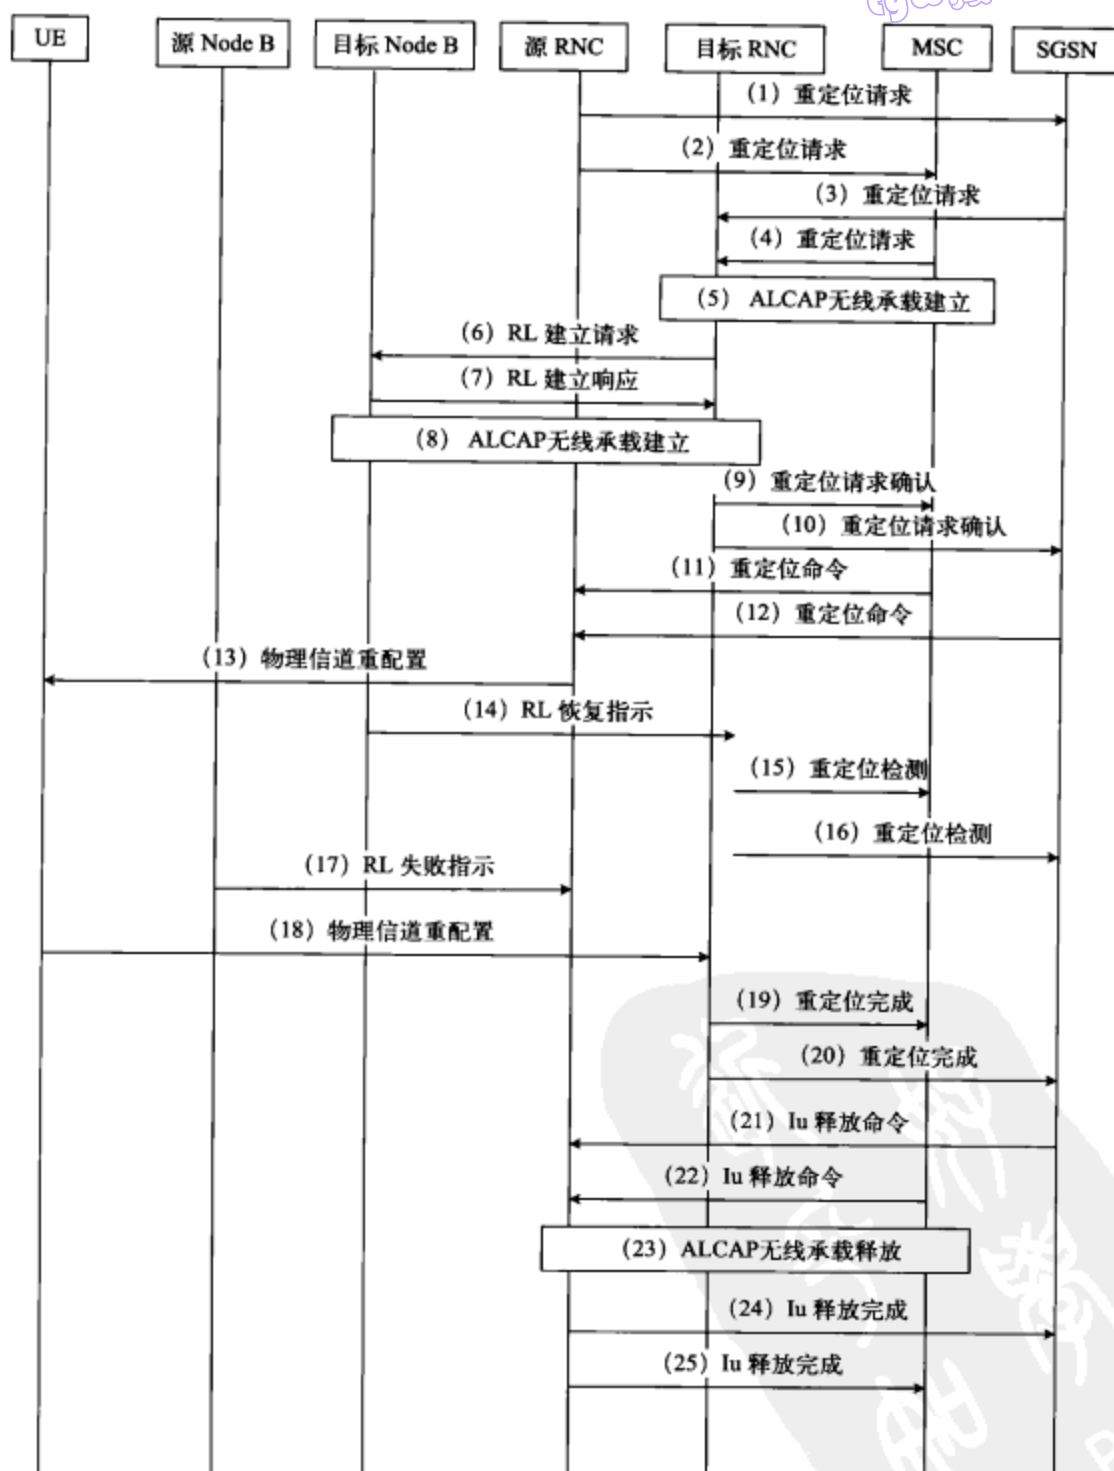 UE 源 Node B 目标 Node B 源 RNC 目标 RNC MSC SGSN
（1）重定位请求
（2）重定位请求
（3）重定位请求
（4）重定位请求
（5） ALCAP无线承载建立
（6）RL 建立请求
（7）RL 建立响应
（8） ALCAP无线承载建立
（9）重定位请求确认
（10）重定位请求确认
（11）重定位命令
（12）重定位命令
（13）物理信道重配置
（14）RL 恢复指示
（15）重定位检测
（16）重定位检测
（17）RL 失败指示
（18）物理信道重配置
（19）重定位完成
（20）重定位完成
（21）Iu 释放命令
（22）Iu 释放命令
（23）ALCAP无线承载释放
（24）Iu 释放完成
（25）Iu 释放完成